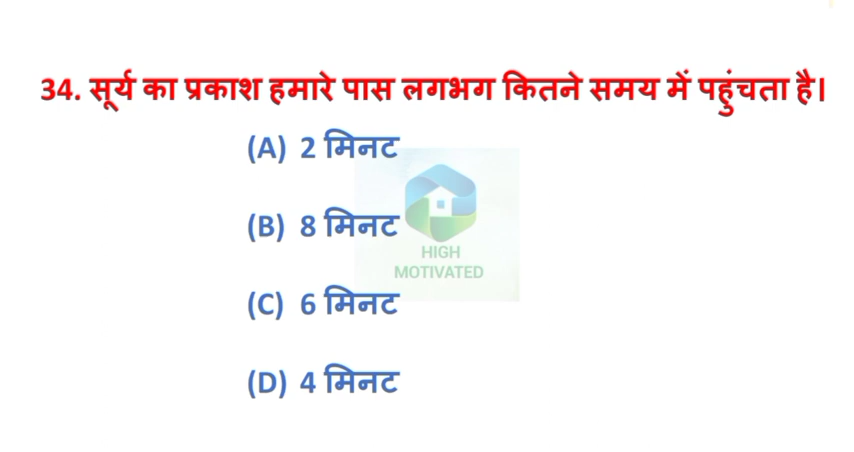 34. सूर्य का प्रकाश हमारे पास लगभग कितने समय में पहुंचता है।
(A) 2 मिनट
(B) 8 मिनट
HIGH
MOTIVATED
(C) 6 मिनट
(D) 4 मिनट